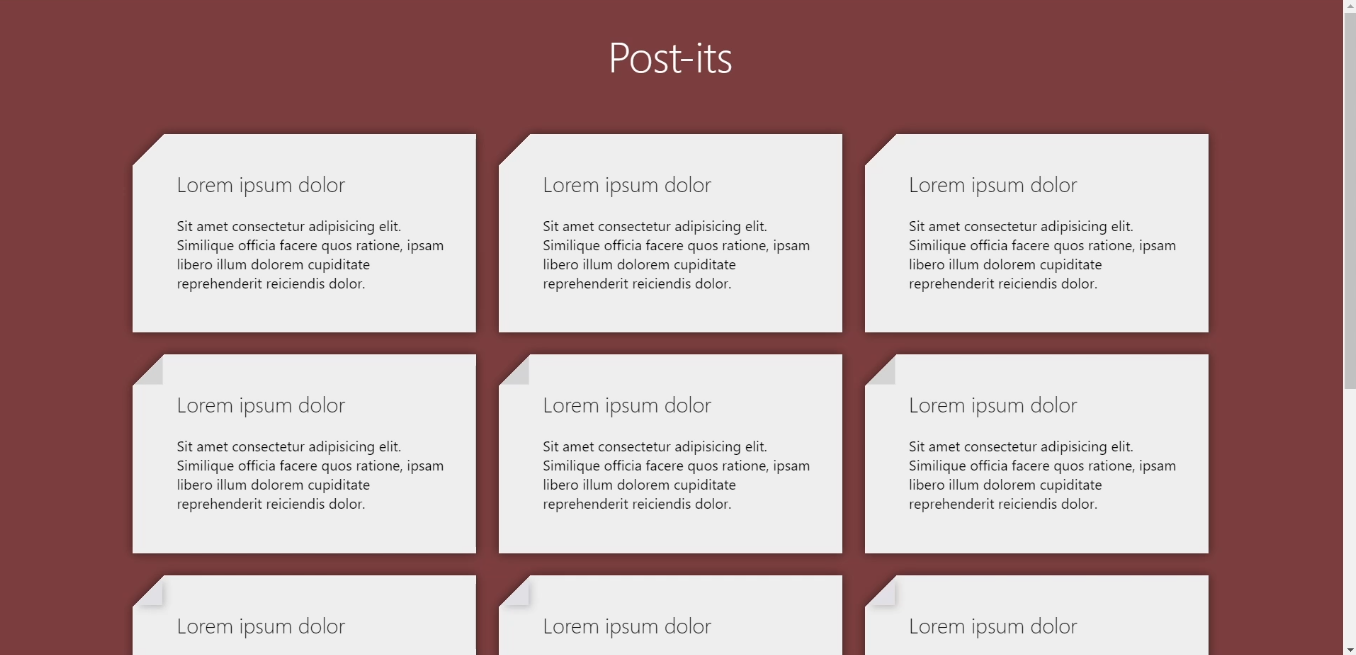 Post-its
Lorem ipsum dolor
Sit amet consectetur adipisicing elit.
Similique officia facere quos ratione, ipsam
libero illum dolorem cupiditate
reprehenderit reiciendis dolor.
Lorem ipsum dolor
Sit amet consectetur adipisicing elit.
Similique officia facere quos ratione, ipsam
libero illum dolorem cupiditate
reprehenderit reiciendis dolor.
Lorem ipsum dolor
Sit amet consectetur adipisicing elit.
Similique officia facere quos ratione, ipsam
libero illum dolorem cupiditate
reprehenderit reiciendis dolor.
Lorem ipsum dolor
Sit amet consectetur adipisicing elit.
Similique officia facere quos ratione, ipsam
libero illum dolorem cupiditate
reprehenderit reiciendis dolor.
Lorem ipsum dolor
Sit amet consectetur adipisicing elit.
Similique officia facere quos ratione, ipsam
libero illum dolorem cupiditate
reprehenderit reiciendis dolor.
Lorem ipsum dolor
Sit amet consectetur adipisicing elit.
Similique officia facere quos ratione, ipsam
libero illum dolorem cupiditate
reprehenderit reiciendis dolor.
Lorem ipsum dolor
Lorem ipsum dolor
Lorem ipsum dolor